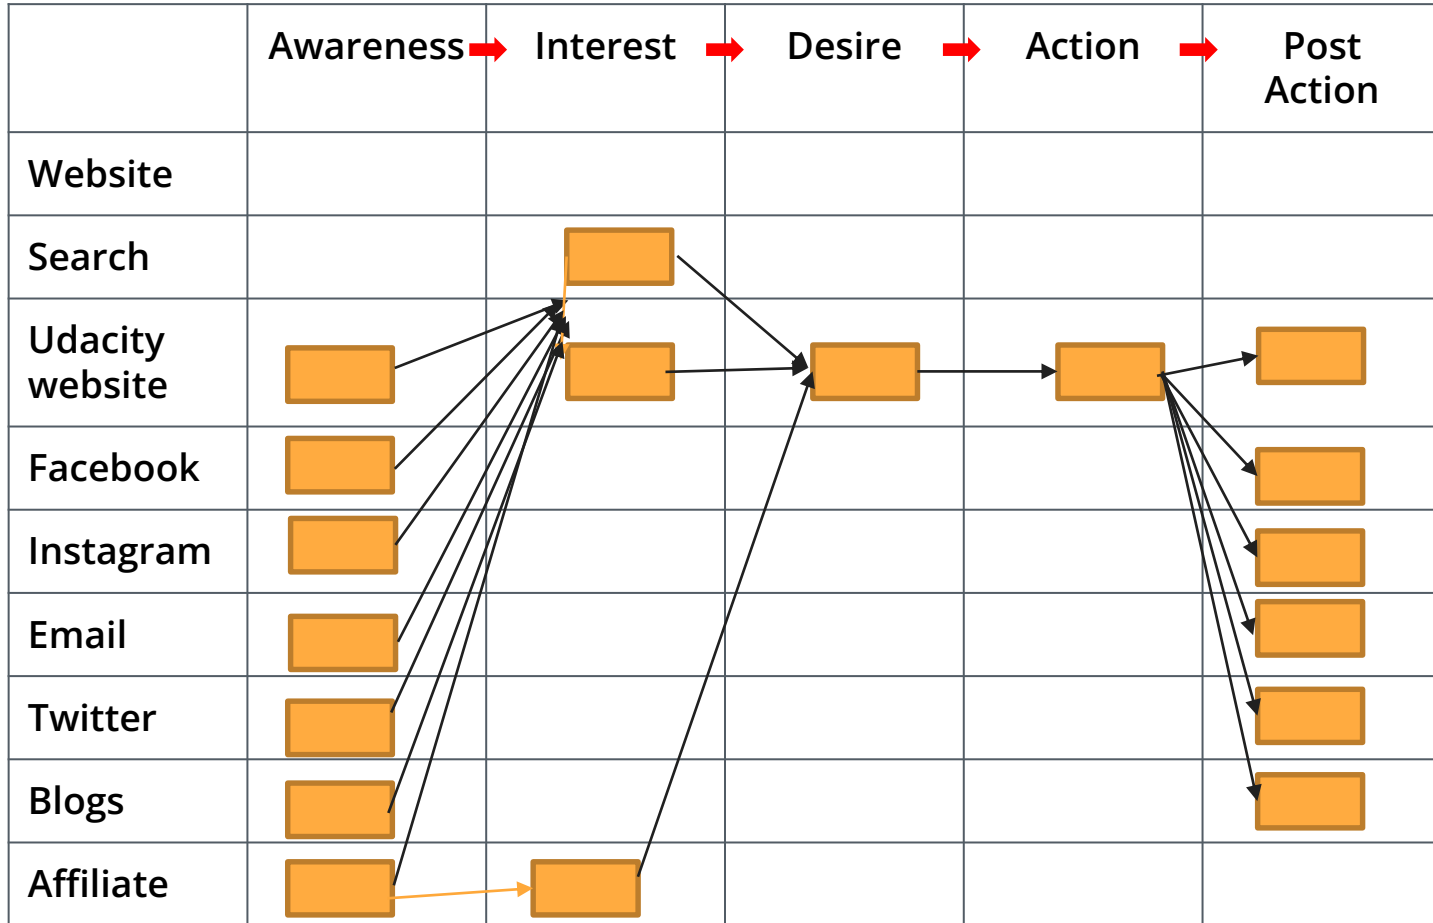 Awareness Interest Desire Action Post
Action
Website
Search
Udacity
website
Facebook
Instagram
Email
Twitter
Blogs
Affiliate